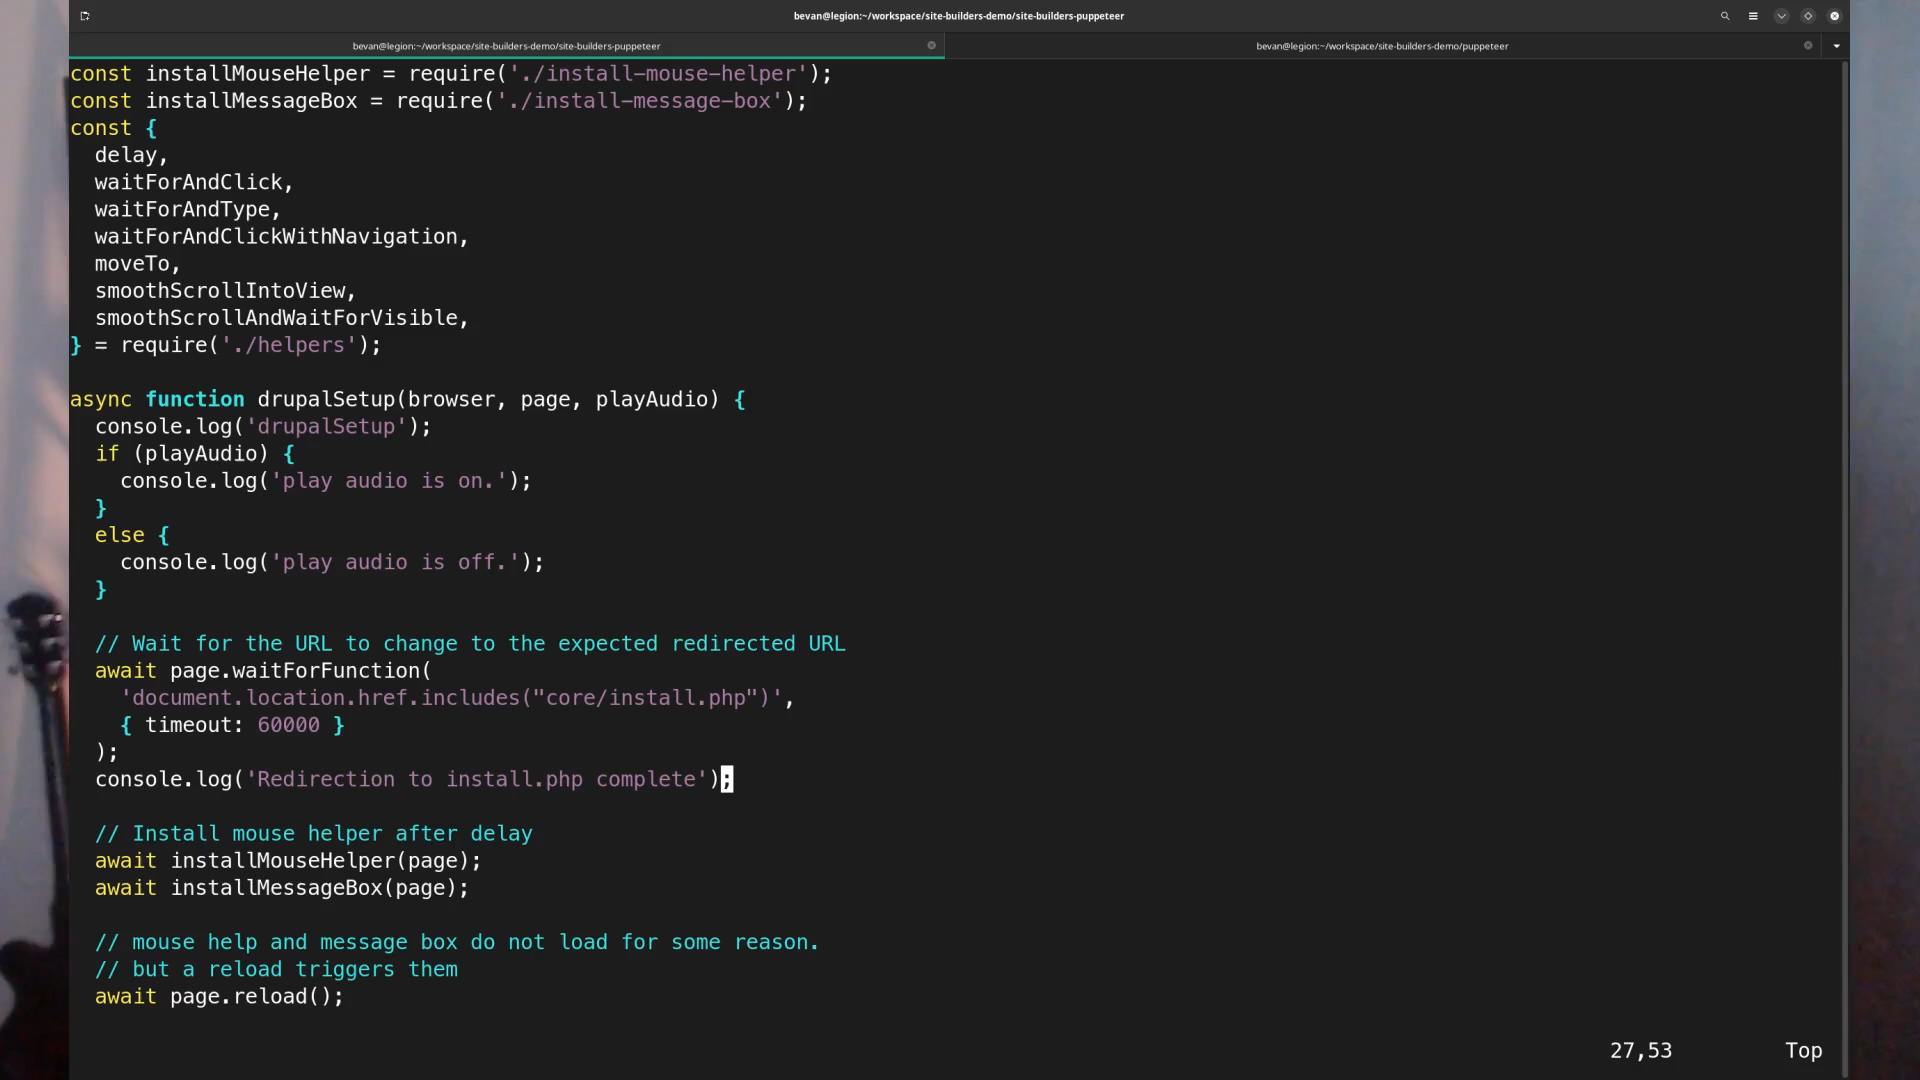 bevan@legion:~/workspace/site-builders-demo/site-builders-puppeteer
bevan@legion:~/workspace/site-builders-demo/site-builders-puppeteer
bevan@legion:~/workspace/site-builders-demo/puppeteer
const installMouseHelper = require('./install-mouse-helper');
const installMessageBox = require('./install-message-box');
const {
  delay,
  waitForAndClick,
  waitForAndType,
  waitForAndClickWithNavigation,
  moveTo,
  smoothScrollIntoView,
  smoothScrollAndWaitForVisible,
} = require('./helpers');
async function drupalSetup(browser, page, playAudio) {
  console.log('drupalSetup');
  if (playAudio) {
    console.log('play audio is on.');
  }
  else {
    console.log('play audio is off.');
  }
  // Wait for the URL to change to the expected redirected URL
  await page.waitForFunction(
    'document.location.href.includes("core/install.php")',
    { timeout: 60000 }
  );
  console.log('Redirection to install.php complete');
  // Install mouse helper after delay
  await installMouseHelper(page);
  await installMessageBox(page);
  // mouse help and message box do not load for some reason.
  // but a reload triggers them
  await page.reload();
27,53 Top